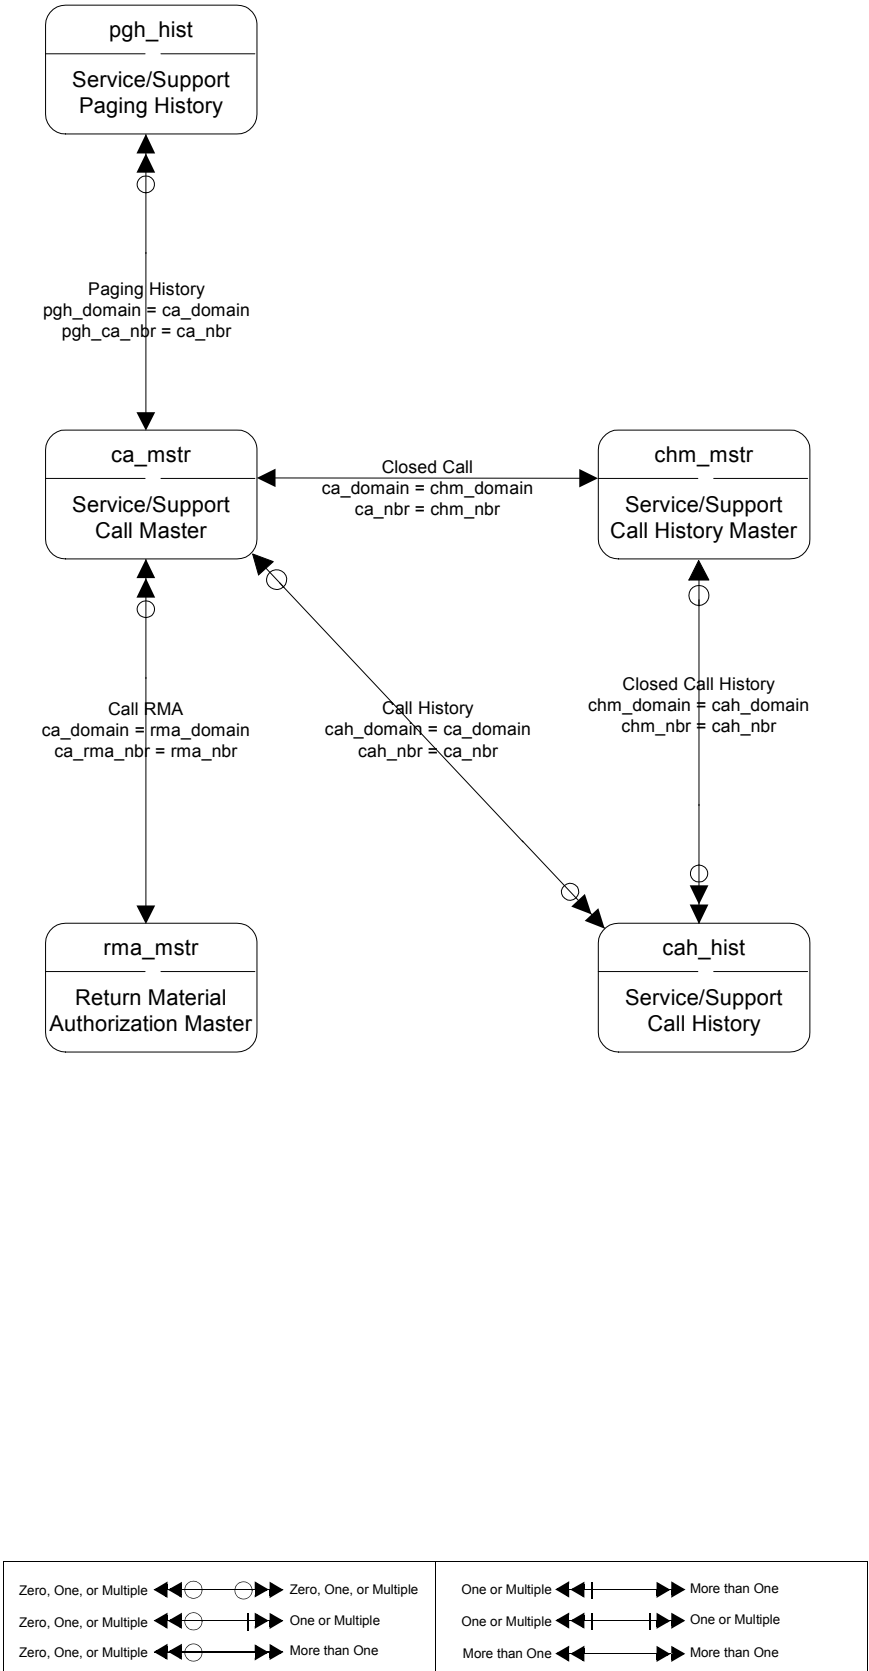 pgh_hist
Service/Support
Paging History
Paging History
pgh_domain = ca_domain
pgh_ca_nbr = ca_nbr
ca_mstr
Service/Support
Call Master
Closed Call
ca_domain = chm_domain
ca_nbr = chm_nbr
chm_mstr
Service/Support
Call History Master
Call RMA
ca_domain = rma_domain
ca_rma_nbr = rma_nbr
Call History
cah_domain = ca_domain
cah_nbr = ca_nbr
Closed Call History
chm_domain = cah_domain
chm_nbr = cah_nbr
rma_mstr
Return Material
Authorization Master
cah_hist
Service/Support
Call History
Zero, One, or Multiple Zero, One, or Multiple
Zero, One, or Multiple One or Multiple
Zero, One, or Multiple More than One
One or Multiple More than One
One or Multiple One or Multiple
More than One More than One